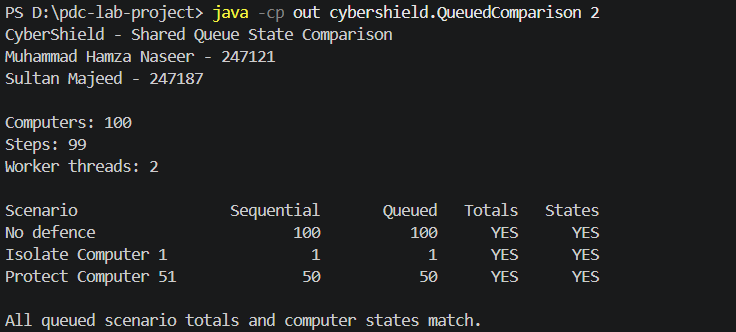 PS D:\pdc-lab-project> java -cp out cybershield.QueuedComparison 2
CyberShield - Shared Queue State Comparison
Muhammad Hamza Naseer - 247121
Sultan Majeed - 247187
Computers: 100
Steps: 99
Worker threads: 2
Scenario Sequential Queued Totals States
No defence 100 100 YES YES
Isolate Computer 1 1 1 YES YES
Protect Computer 51 50 50 YES YES
All queued scenario totals and computer states match.